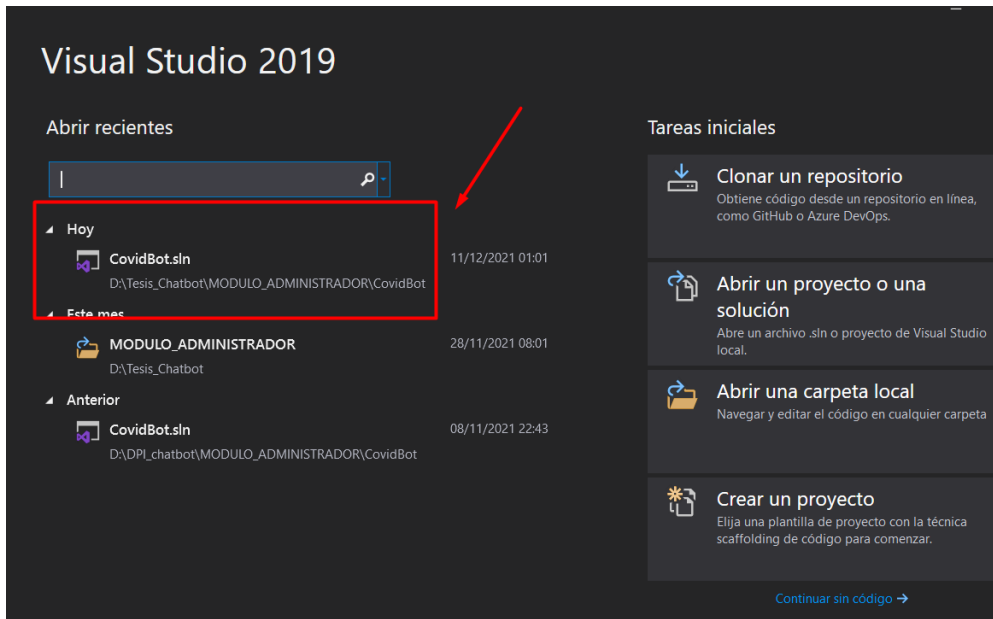 Visual Studio 2019
Abrir recientes
Hoy
CovidBot.sln
11/12/2021 01:01
D:\Tesis_Chatbot\MODULO_ADMINISTRADOR\CovidBot
Este mes
MODULO_ADMINISTRADOR
28/11/2021 08:01
D:\Tesis_Chatbot
Anterior
CovidBot.sln
08/11/2021 22:43
D:\DPI_chatbot\MODULO_ADMINISTRADOR\CovidBot
Tareas iniciales
Clonar un repositorio
Obtiene código desde un repositorio en línea,
como GitHub o Azure DevOps.
Abrir un proyecto o una
solución
Abre un archivo .sln o proyecto de Visual Studio
local.
Abrir una carpeta local
Navegar y editar el código en cualquier carpeta
Crear un proyecto
Elija una plantilla de proyecto con la técnica
scaffolding de código para comenzar.
Continuar sin código